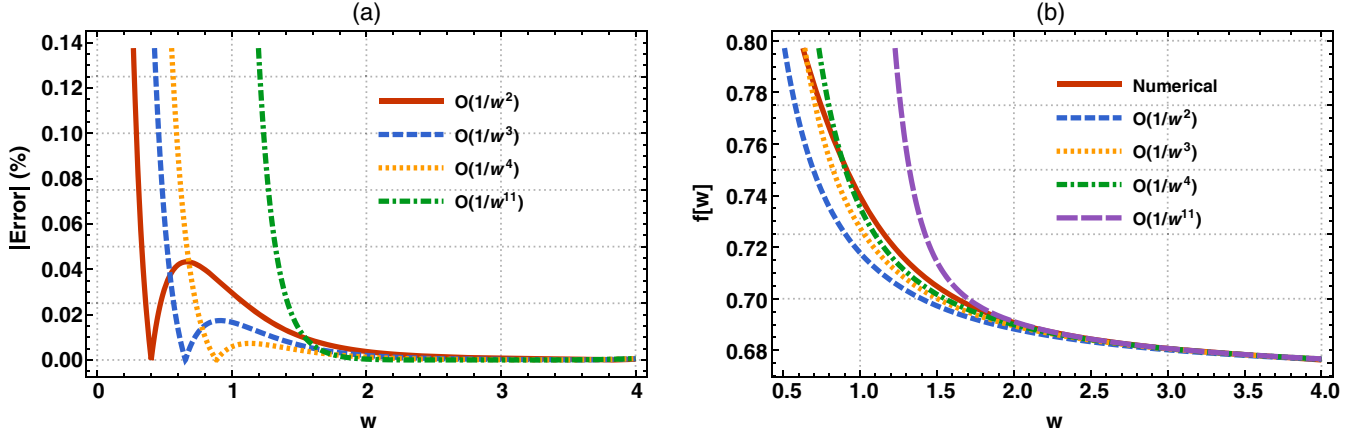 (a)
|Error| (%)
0.14
0.12
0.10
0.08
0.06
0.04
0.02
0.00
O(1/w²)
O(1/w³)
O(1/w⁴)
O(1/w¹¹)
0 1 2 3 4
w
(b)
f[w]
0.80
0.78
0.76
0.74
0.72
0.70
0.68
Numerical
O(1/w²)
O(1/w³)
O(1/w⁴)
O(1/w¹¹)
0.5 1.0 1.5 2.0 2.5 3.0 3.5 4.0
w